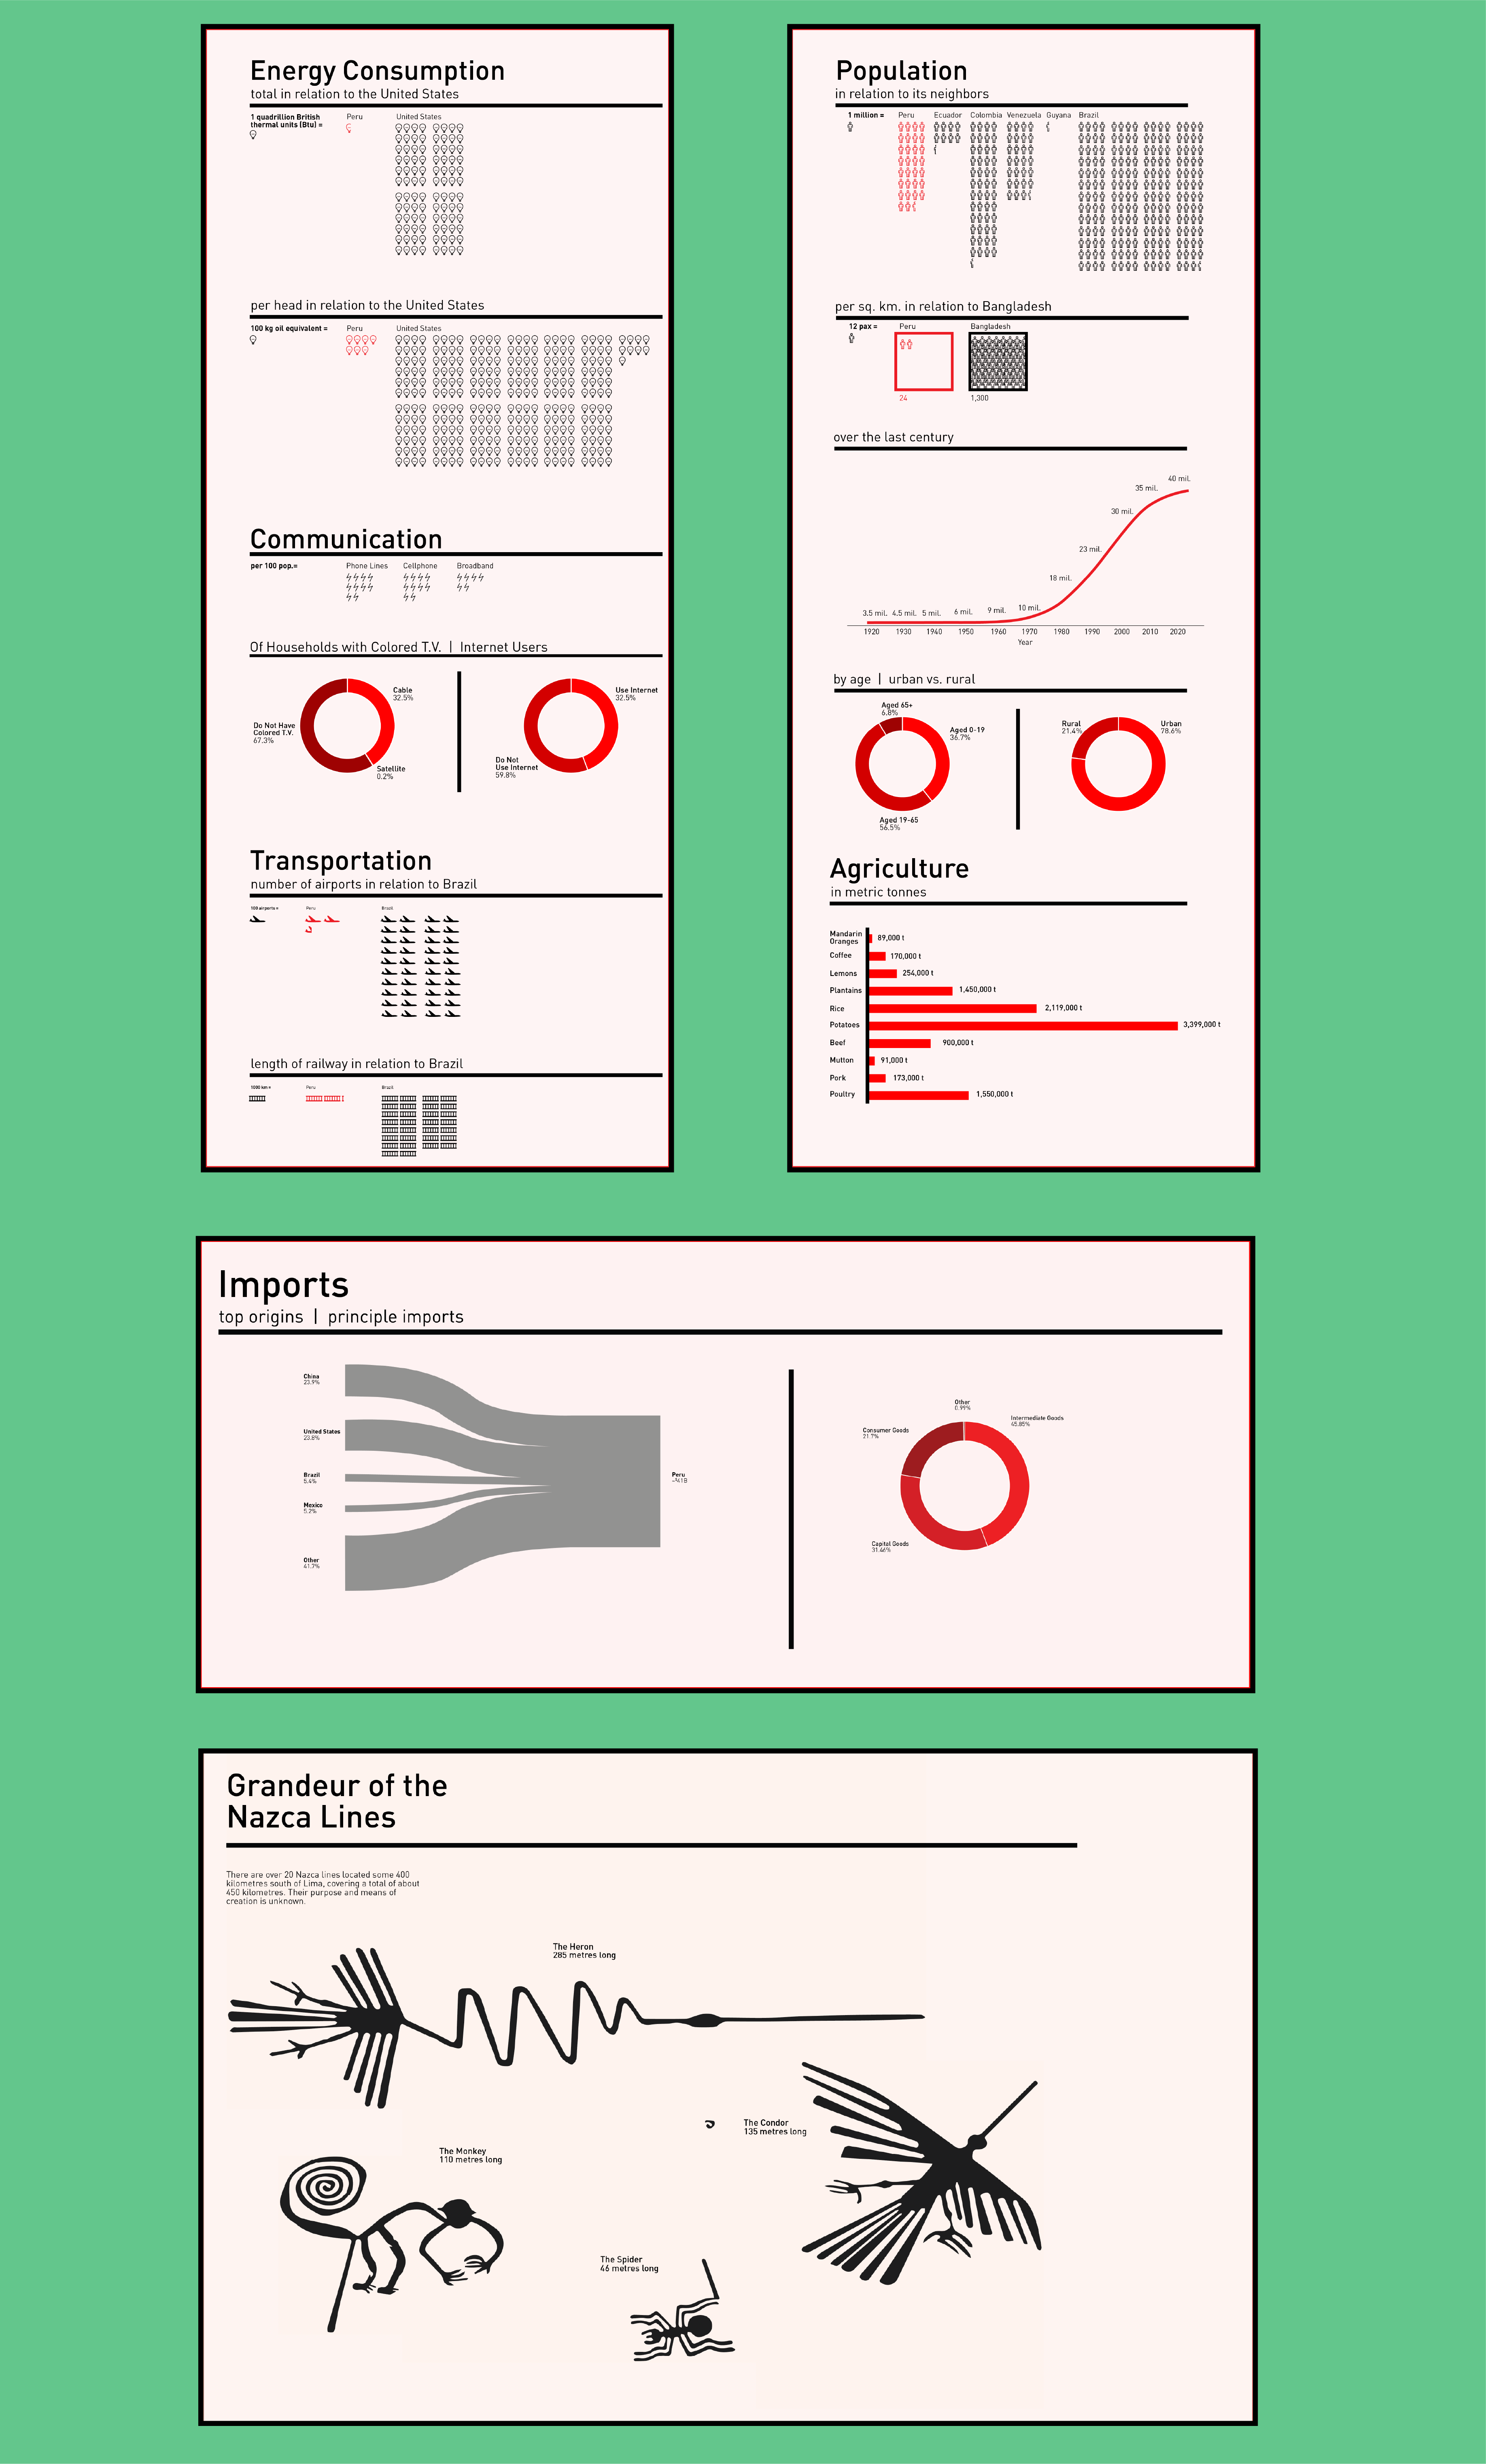 Energy Consumption
total in relation to the United States
1 quadrillion British
thermal units (Btu) =
Peru
United States
per head in relation to the United States
100 kg oil equivalent =
Peru
United States
Communication
per 100 pop.=
Phone Lines
Cellphone
Broadband
Of Households with Colored T.V. | Internet Users
Cable
32.5%
Do Not Have
Colored T.V.
67.3%
Satellite
0.2%
Use Internet
32.5%
Do Not
Use Internet
59.8%
Transportation
number of airports in relation to Brazil
100 airports =
Peru
Brazil
length of railway in relation to Brazil
1000 km =
Peru
Brazil
Population
in relation to its neighbors
1 million =
Peru
Ecuador
Colombia
Venezuela
Guyana
Brazil
per sq. km. in relation to Bangladesh
12 pax =
Peru
Bangladesh
24
1,300
over the last century
3.5 mil.
4.5 mil.
5 mil.
6 mil.
9 mil.
10 mil.
18 mil.
23 mil.
30 mil.
35 mil.
40 mil.
1920
1930
1940
1950
1960
1970
1980
1990
2000
2010
2020
Year
by age | urban vs. rural
Aged 65+
6.8%
Aged 0-19
36.7%
Aged 19-65
56.5%
Rural
21.4%
Urban
78.6%
Agriculture
in metric tonnes
Mandarin
Oranges
89,000 t
Coffee
170,000 t
Lemons
254,000 t
Plantains
1,450,000 t
Rice
2,119,000 t
Potatoes
3,399,000 t
Beef
900,000 t
Mutton
91,000 t
Pork
173,000 t
Poultry
1,550,000 t
Imports
top origins | principle imports
China
23.9%
United States
23.8%
Brazil
5.4%
Mexico
5.2%
Other
41.7%
Peru
Other
0.99%
Intermediate Goods
45.85%
Consumer Goods
21.7%
Capital Goods
31.46%
Grandeur of the
Nazca Lines
There are over 20 Nazca lines located some 400
kilometres south of Lima, covering a total of about
450 kilometres. Their purpose and means of
creation is unknown.
The Heron
285 metres long
The Condor
135 metres long
The Monkey
110 metres long
The Spider
46 metres long